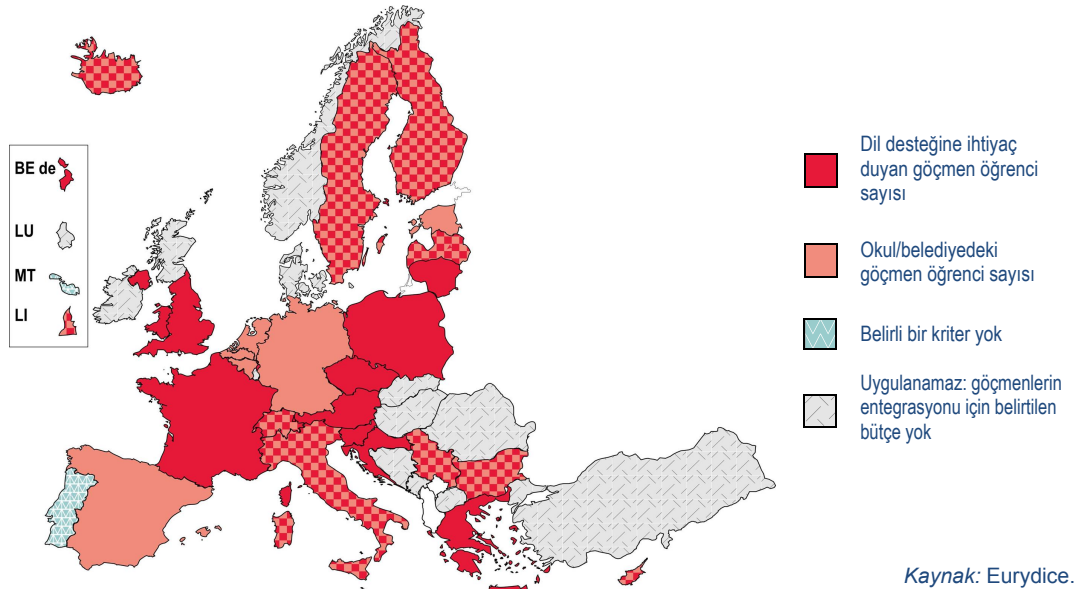 BE de
LU
MT
LI
Dil desteğine ihtiyaç
duyan göçmen öğrenci
sayısı
Okul/belediyedeki
göçmen öğrenci sayısı
Belirli bir kriter yok
Uygulanamaz: göçmenlerin
entegrasyonu için belirtilen
bütçe yok
Kaynak: Eurydice.